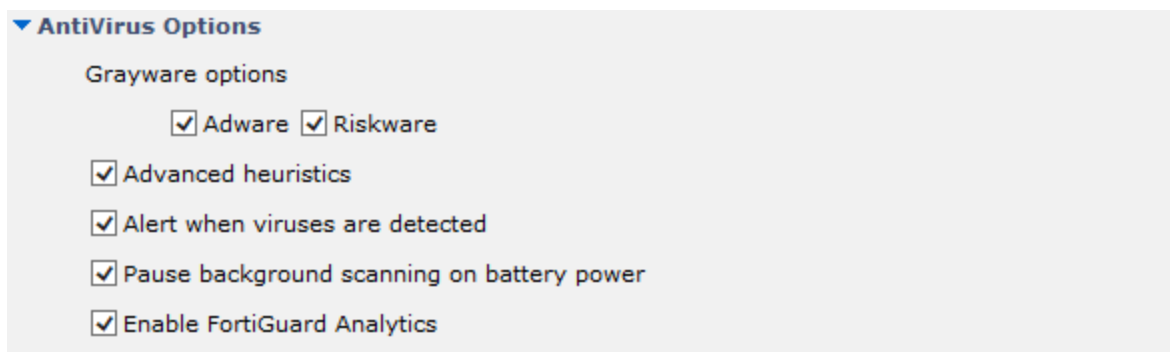 AntiVirus Options
Grayware options
Adware Riskware
Advanced heuristics
Alert when viruses are detected
Pause background scanning on battery power
Enable FortiGuard Analytics